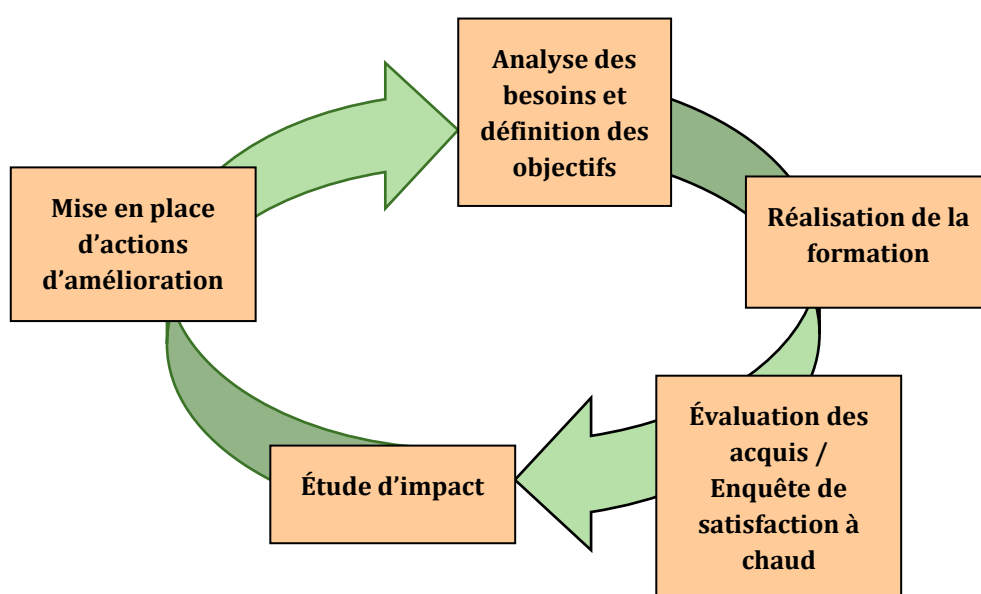 Analyse des
besoins et
définition des
objectifs
Réalisation de la
formation
Évaluation des
acquis /
Enquête de
satisfaction à
chaud
Étude d’impact
Mise en place
d’actions
d’amélioration